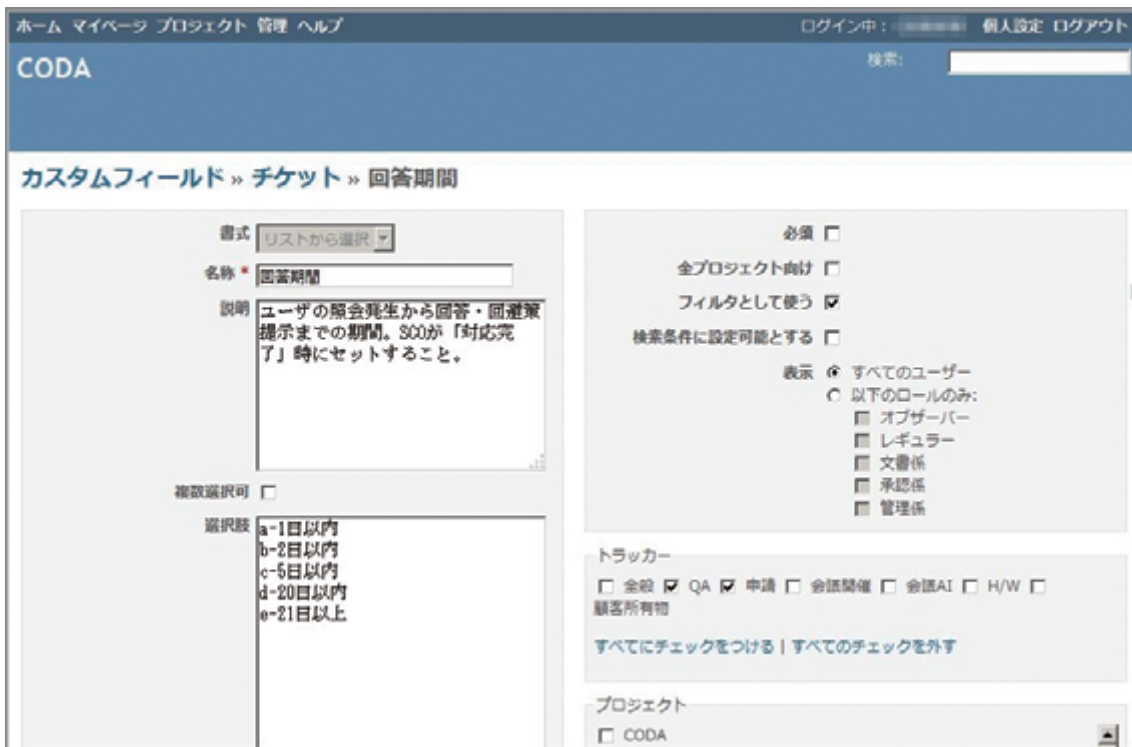 ホーム マイページ プロジェクト 管理 ヘルプ
ログイン中： 個人設定 ログアウト
CODA
検索:
カスタムフィールド » チケット » 回答期間
書式 リストから選択
名称 * 回答期間
説明 ユーザの照会発生から回答・回避策
提示までの期間。SCOが「対応完
了」時にセットすること。
複数選択可
選択肢 a-1日以内
b-2日以内
c-5日以内
d-20日以内
e-21日以上
必須
全プロジェクト向け
フィルタとして使う
検索条件に設定可能とする
表示 すべてのユーザー
以下のロールのみ:
オブザーバー
レギュラー
文書係
承認係
管理係
トラッカー
全般 QA 申請 会議開催 会議AI H/W
顧客所有物
すべてにチェックをつける | すべてのチェックを外す
プロジェクト
CODA